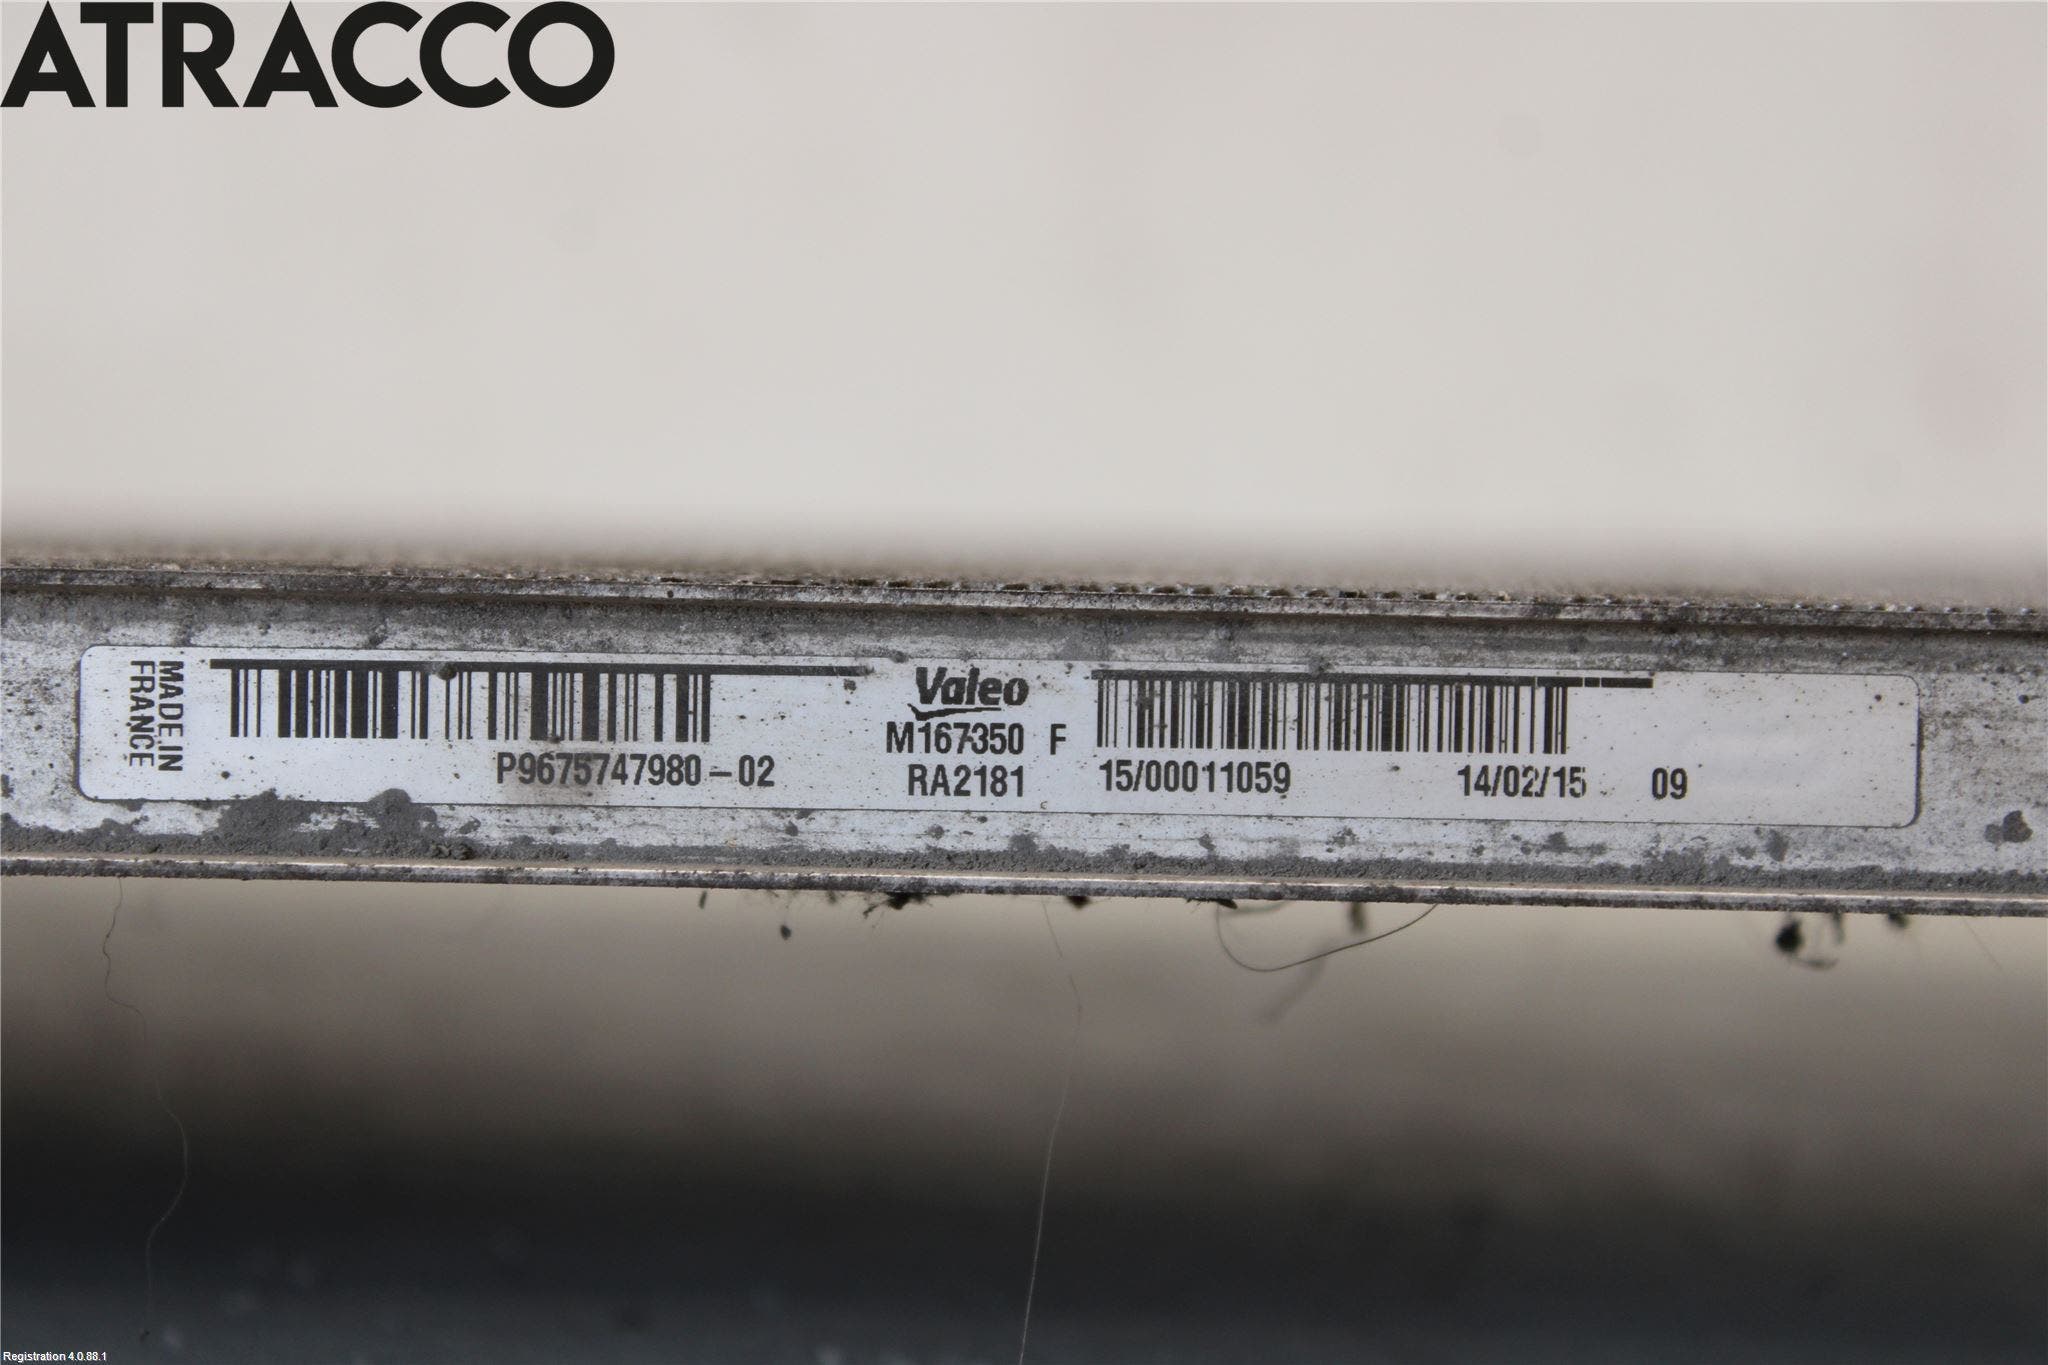 ATRACCO
MADE IN
FRANCE
P9675747980-02
Valeo
M167350 F
RA2181
15/00011059
14/02/15 09
Registration 4.0.88.1